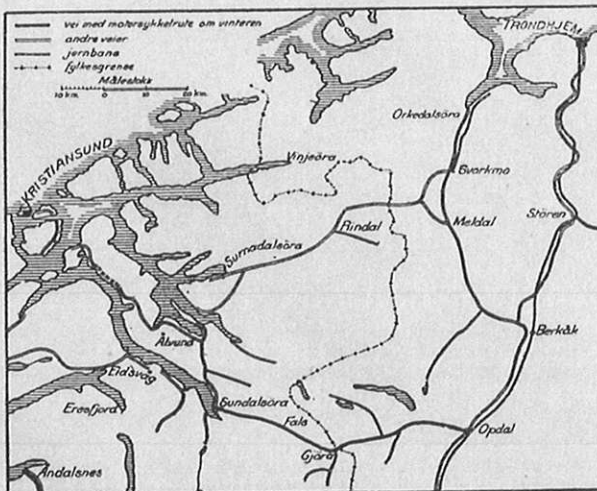 vei med motorsykkelrute om vinteren
andre veier
jernbane
fylkesgrense
Målestokk
10 km. 0 10 20 km.
TRONDHJEM
Orkedalsöra
KRISTIANSUND
Vinjeöra
Svorkmo
Rindal
Meldal
Stören
Surnadalsöra
Ålvund
Berkåk
Eidsvåg
Eresfjord
Sundalsöra
Fals
Opdal
Gjöra
Åndalsnes